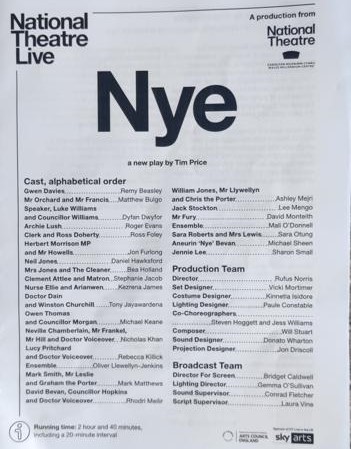 National
Theatre
Live
A production from
National
Theatre
Nye
a new play by Tim Price
Cast, alphabetical order
Gwen Davies..........Remy Beasley
Mr Orchard and Mr Francis......Matthew Bulgo
Speaker, Luke Williams
and Councillor Williams..........Dyfan Dwyfor
Archie Lush..........Roger Evans
Clerk and Ross Doherty..........Ross Foley
Herbert Morrison MP
and Mr Howells..........Jon Furlong
Neil Jones..........Daniel Hawksford
Mrs Jones and The Cleaner......Bea Holland
Clement Attlee and Matron..Stephanie Jacob
Nurse Ellie and Arianwen......Kezrena James
Doctor Dain
and Winston Churchill......Tony Jayawardena
Owen Thomas
and Councillor Morgan..........Michael Keane
Neville Chamberlain, Mr Frankel,
Mr Hill and Doctor Voiceover....Nicholas Khan
Lucy Pritchard
and Doctor Voiceover..........Rebecca Killick
Ensemble..........Oliver Llewellyn-Jenkins
Mark Smith, Mr Leslie
and Graham the Porter.......Mark Matthews
David Bevan, Councillor Hopkins
and Doctor Voiceover..........Rhodri Meilir
William Jones, Mr Llywellyn
and Chris the Porter..........Ashley Mejri
Jack Stockton..........Lee Mengo
Mr Fury..........David Monteith
Ensemble..........Mali O'Donnell
Sara Roberts and Mrs Lewis......Sara Otung
Aneurin 'Nye' Bevan..........Michael Sheen
Jennie Lee..........Sharon Small
Production Team
Director..........Rufus Norris
Set Designer..........Vicki Mortimer
Costume Designer..........Kinnetia Isidore
Lighting Designer..........Paule Constable
Co-Choreographers..........
..........Steven Hoggett and Jess Williams
Composer..........Will Stuart
Sound Designer..........Donato Wharton
Projection Designer..........Jon Driscoll
Broadcast Team
Director For Screen..........Bridget Caldwell
Lighting Director..........Gemma O'Sullivan
Sound Supervisor..........Conrad Fletcher
Script Supervisor..........Laura Vine
Running time: 2 hour and 40 minutes,
including a 20-minute interval
ARTS COUNCIL
ENGLAND
sky arts